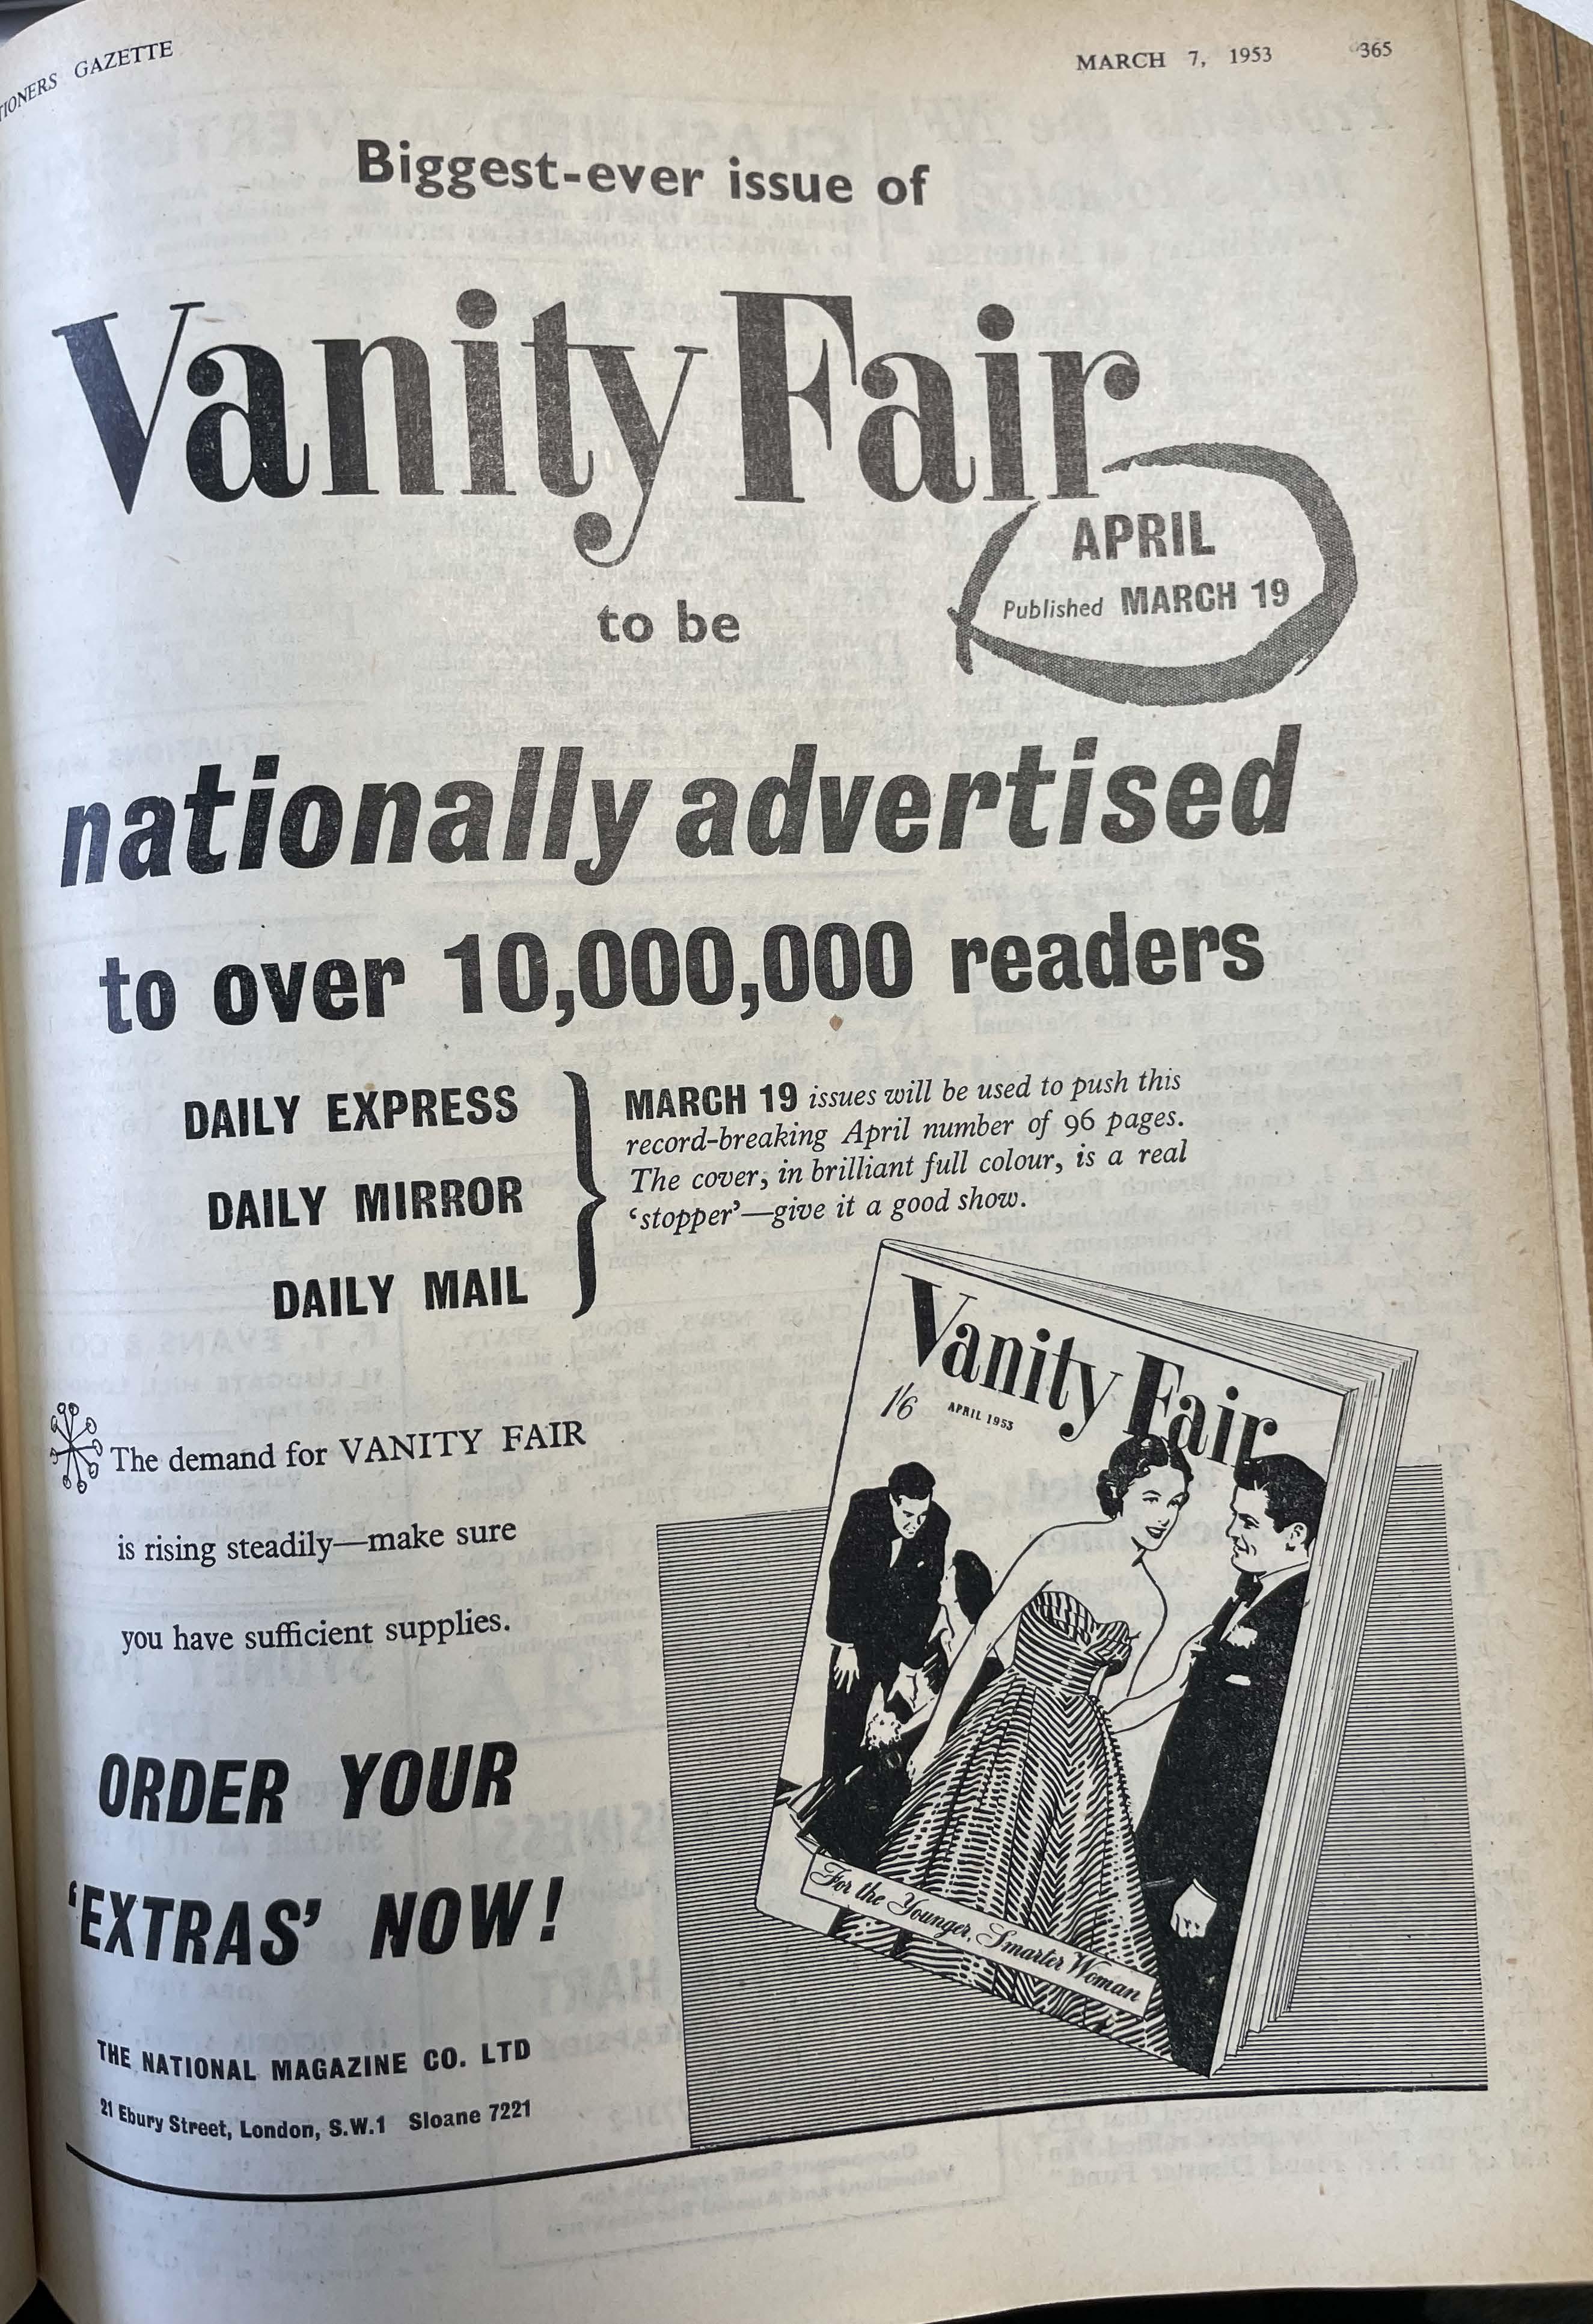 TIONERS GAZETTE
MARCH 7, 1953 365
Biggest-ever issue of
Vanity Fair
APRIL
Published MARCH 19
to be
nationally advertised
to over 10,000,000 readers
DAILY EXPRESS
DAILY MIRROR
DAILY MAIL
MARCH 19 issues will be used to push this
record-breaking April number of 96 pages.
The cover, in brilliant full colour, is a real
‘stopper’—give it a good show.
The demand for VANITY FAIR
is rising steadily—make sure
you have sufficient supplies.
ORDER YOUR
‘EXTRAS’ NOW!
THE NATIONAL MAGAZINE CO. LTD
21 Ebury Street, London, S.W.1 Sloane 7221
Vanity Fair
1/6
APRIL 1953
For the Younger, Smarter Woman